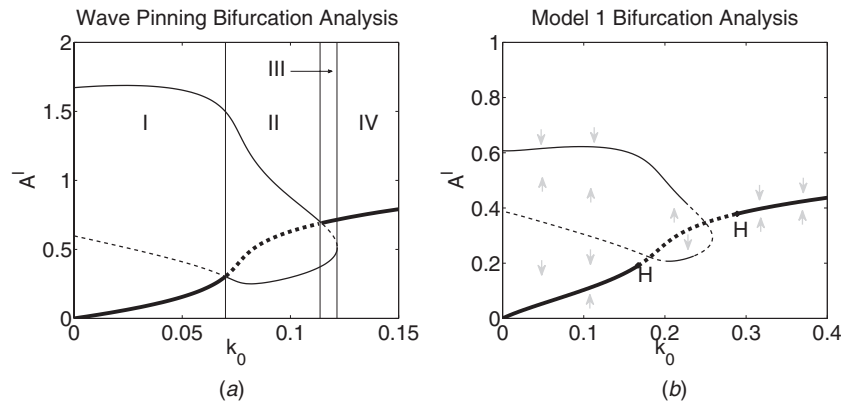 Wave Pinning Bifurcation Analysis
2
1.5
1
0.5
0
A^l
I
II
III
IV
0
0.05
0.1
0.15
k_0
(a)
Model 1 Bifurcation Analysis
1
0.8
0.6
0.4
0.2
0
A^l
H
H
0
0.1
0.2
0.3
0.4
k_0
(b)